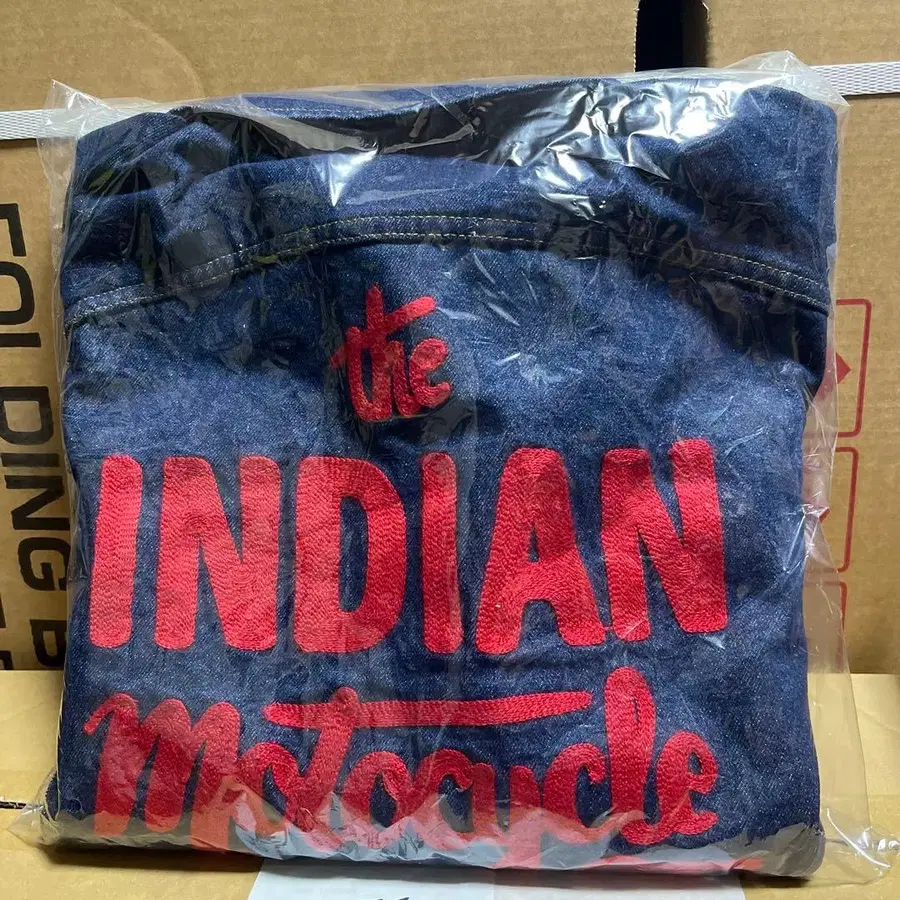 the
INDIAN
Motocycle
FOLDING B